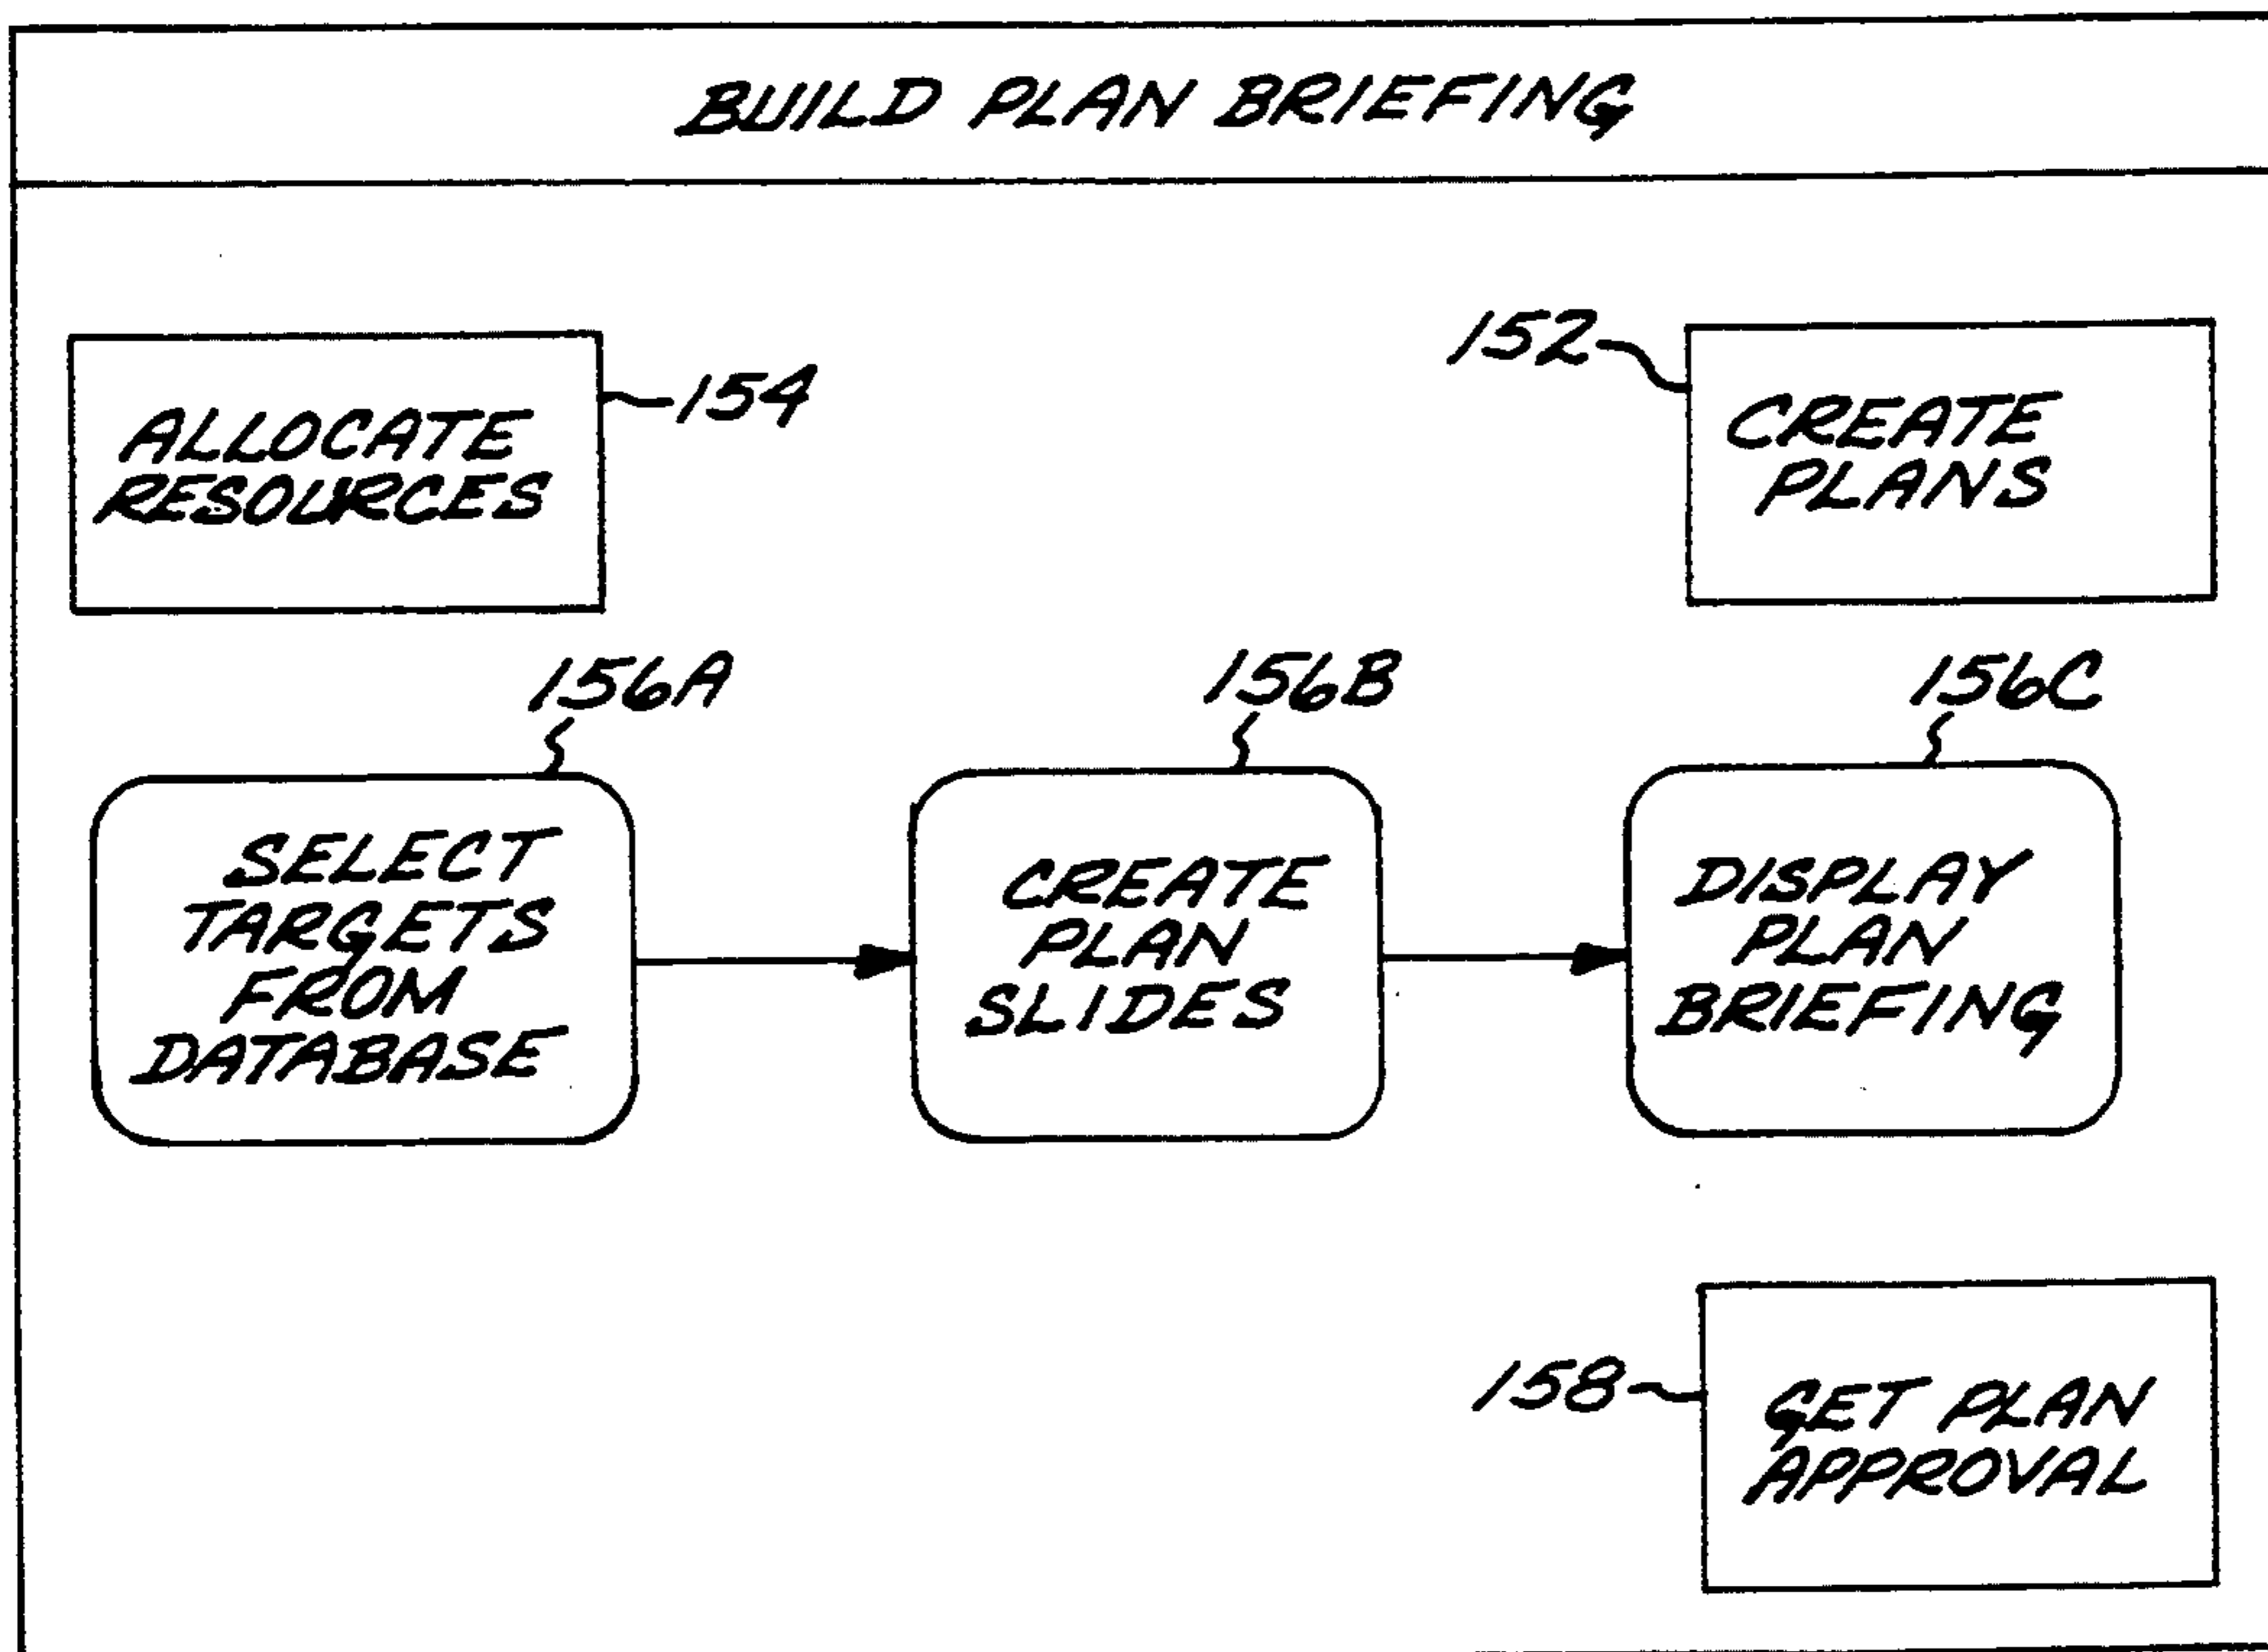 BUILD PLAN BRIEFING
152
154
ALLOCATE
RESOURCES
CREATE
PLANS
156A
156B
156C
SELECT
TARGETS
FROM
DATABASE
CREATE
PLAN
SLIDES
DISPLAY
PLAN
BRIEFING
158
GET PLAN
APPROVAL